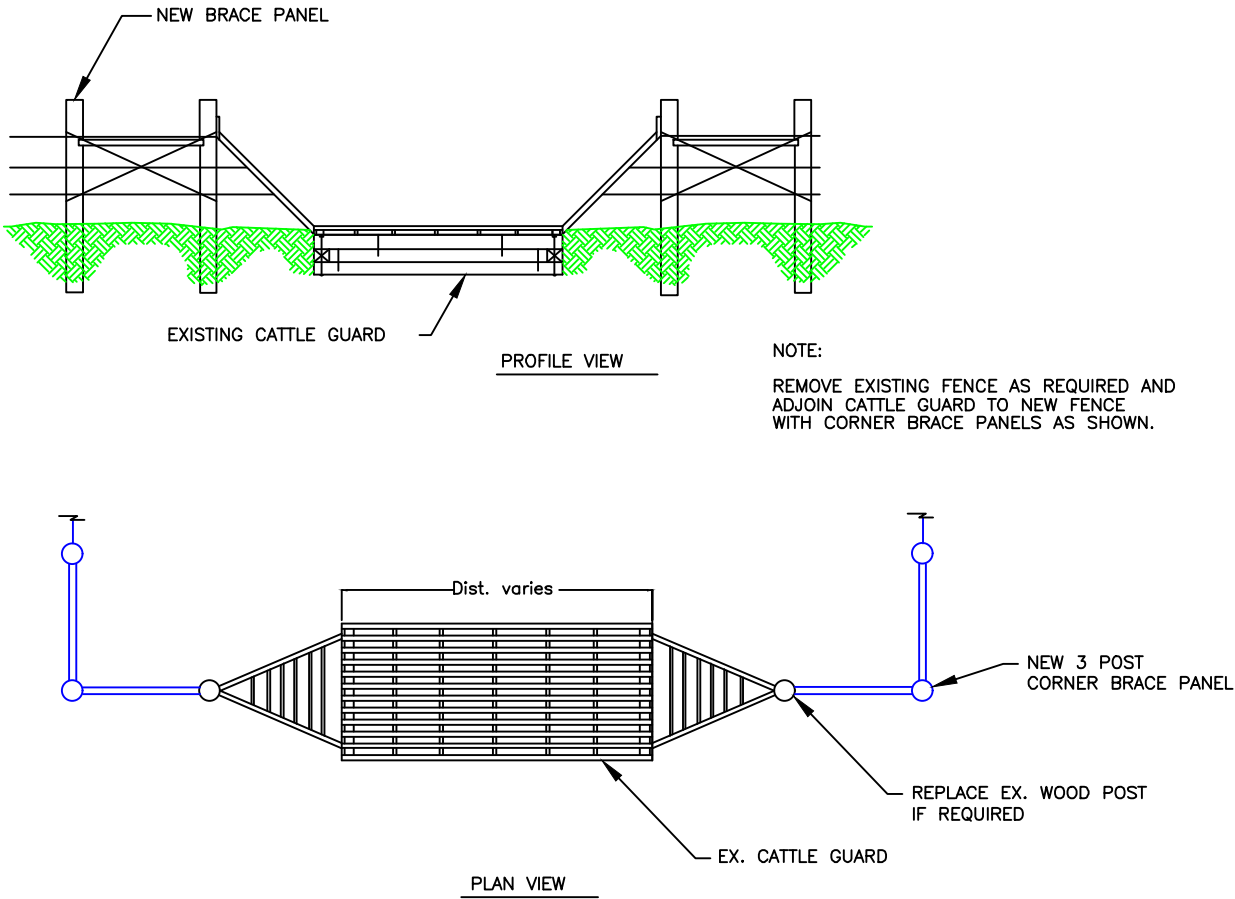 NEW BRACE PANEL
EXISTING CATTLE GUARD
PROFILE VIEW
NOTE:
REMOVE EXISTING FENCE AS REQUIRED AND
ADJOIN CATTLE GUARD TO NEW FENCE
WITH CORNER BRACE PANELS AS SHOWN.
Dist. varies
NEW 3 POST
CORNER BRACE PANEL
REPLACE EX. WOOD POST
IF REQUIRED
EX. CATTLE GUARD
PLAN VIEW